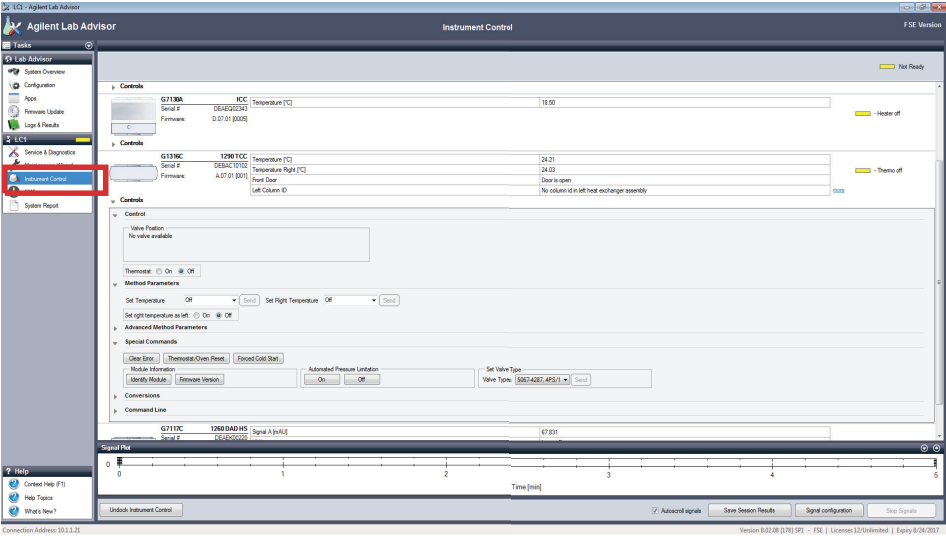 LC1 - Agilent Lab Advisor
Agilent Lab Advisor
Instrument Control
FSE Version
Tasks
Lab Advisor
System Overview
Configuration
Apps
Firmware Update
Logs & Results
LC1
Service & Diagnostics
Instrument Control
System Report
Not Ready
Controls
G7130A ICC Temperature [°C] 18.50
Serial # DEAEQ02343
Firmware: D.07.01 [0005]
- Heater off
Controls
G1316C 1290 TCC Temperature [°C] 24.21
Serial # DEBAC10102 Temperature Right [°C] 24.03
Firmware: A.07.01 [001] Front Door Door is open
- Thermo off
Left Column ID No column id in left heat exchanger assembly more
Controls
Control
Valve Position
No valve available
Thermostat: On Off
Method Parameters
Set Temperature Off Send Set Right Temperature Off Send
Set right temperature as left: On Off
Advanced Method Parameters
Special Commands
Clear Error Thermostat/Oven Reset Forced Cold Start
Module Information Automated Pressure Limitation Set Valve Type
Identify Module Firmware Version On Off Valve Type: 5067-4287, 4PS/1 Send
Conversions
Command Line
G7117C 1260 DAD HS Signal A [mAU] 67.831
Serial # DEAEK00220
Signal Plot
0
0 1 2 3 4 5
Time [min]
? Help
Context Help (F1)
Help Topics
What's New?
Undock Instrument Control Autoscroll signals Save Session Results Signal configuration Stop Signals
Connection Address: 10.1.1.21 Version B.02.08 [178] SP1 - FSE | Licenses 12/Unlimited | Expiry 8/24/2017